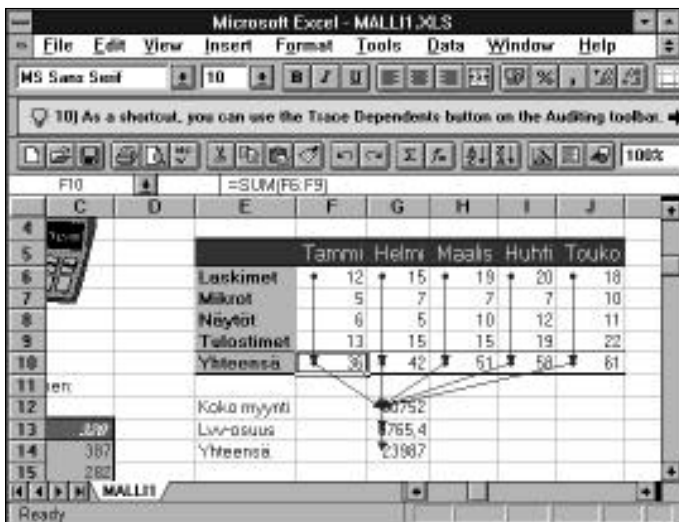 Microsoft Excel - MALLI1.XLS
File Edit View Insert Format Tools Data Window Help
MS Sans Serif 10 B I U % ,
10) As a shortcut, you can use the Trace Dependents button on the Auditing toolbar.
100%
F10 =SUM(F6:F9)
C D E F G H I J
4
5 Tammi Helmi Maalis Huhti Touko
6 Laskimet 12 15 19 20 18
7 Mikrot 5 7 7 7 10
8 Näytöt 6 5 10 12 11
9 Tulostimet 13 15 15 19 22
10 Yhteensä 36 42 51 58 61
11 en:
12 Koko myynti 0752
13 339 Lvv-osuus 765,4
14 387 Yhteensä 23987
15 282
MALLI1
Ready